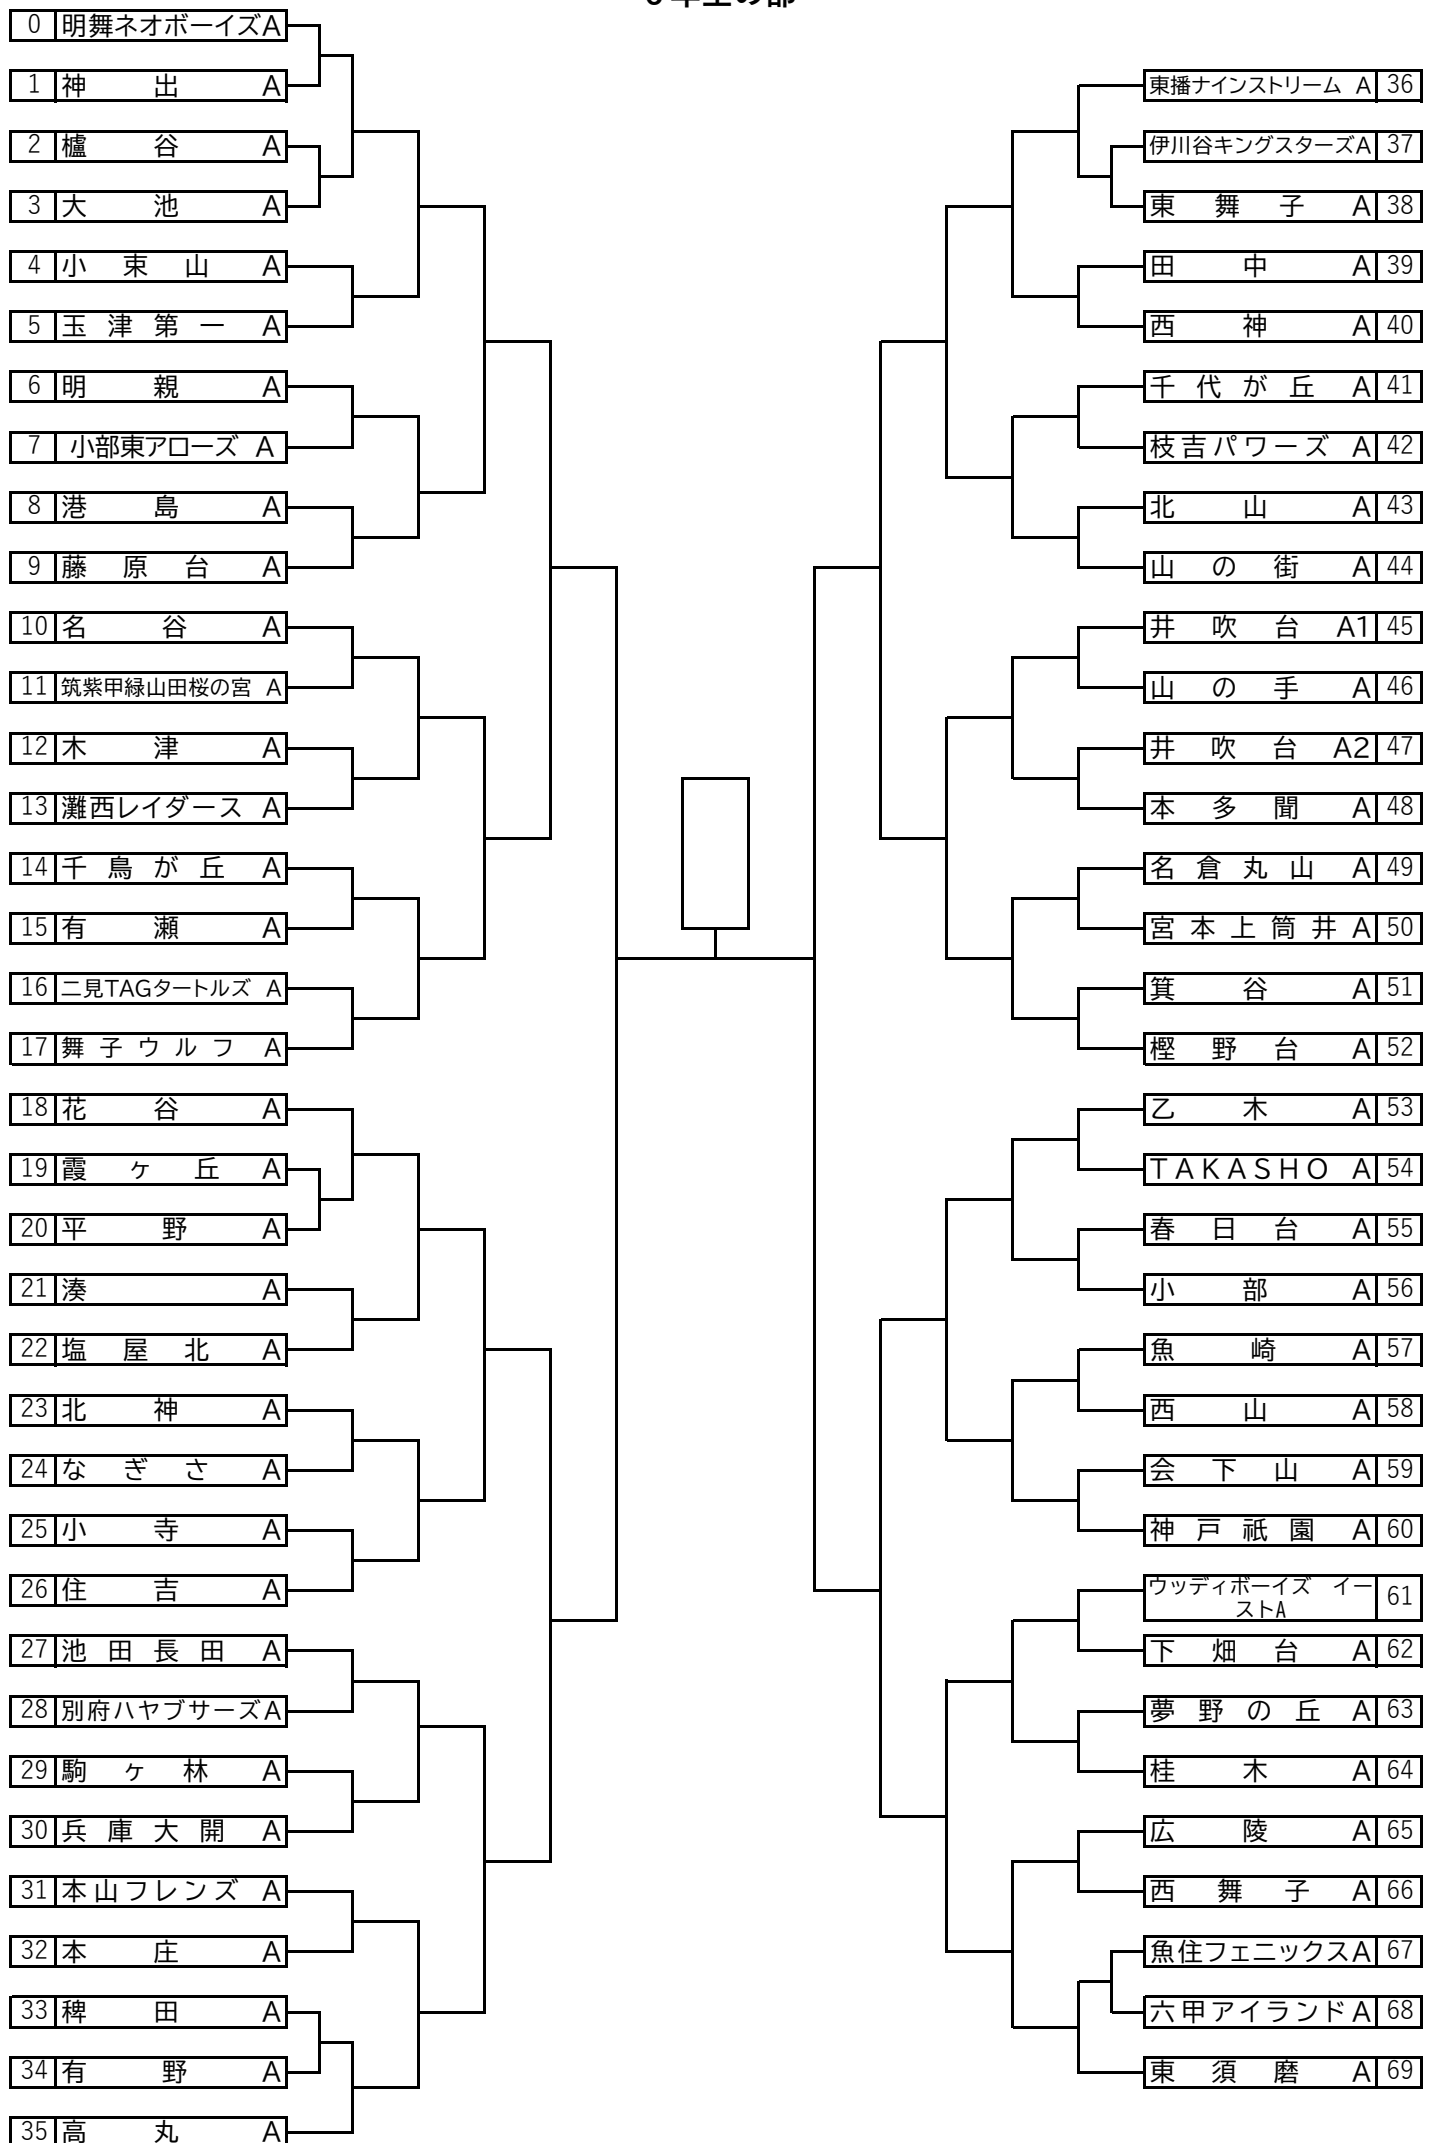 0 明舞ネオボーイズA
1 神出 A
2 櫨谷 A
3 大池 A
4 小束山 A
5 玉津第一 A
6 明親 A
7 小部東アローズ A
8 港島 A
9 藤原台 A
10 名谷 A
11 筑紫甲緑山田桜の宮 A
12 木津 A
13 灘西レイダース A
14 千鳥が丘 A
15 有瀬 A
16 二見TAGタートルズ A
17 舞子ウルフ A
18 花谷 A
19 霞ヶ丘 A
20 平野 A
21 湊 A
22 塩屋北 A
23 北神 A
24 なぎさ A
25 小寺 A
26 住吉 A
27 池田長田 A
28 別府ハヤブサーズA
29 駒ヶ林 A
30 兵庫大開 A
31 本山フレンズ A
32 本庄 A
33 稗田 A
34 有野 A
35 高丸 A
東播ナインストリーム A 36
伊川谷キングスターズA 37
東舞子 A 38
田中 A 39
西神 A 40
千代が丘 A 41
枝吉パワーズ A 42
北山 A 43
山の街 A 44
井吹台 A1 45
山の手 A 46
井吹台 A2 47
本多聞 A 48
名倉丸山 A 49
宮本上筒井 A 50
箕谷 A 51
樫野台 A 52
乙木 A 53
TAKASHO A 54
春日台 A 55
小部 A 56
魚崎 A 57
西山 A 58
会下山 A 59
神戸祇園 A 60
ウッディボーイズ イー
ストA 61
下畑台 A 62
夢野の丘 A 63
桂木 A 64
広陵 A 65
西舞子 A 66
魚住フェニックスA 67
六甲アイランドA 68
東須磨 A 69